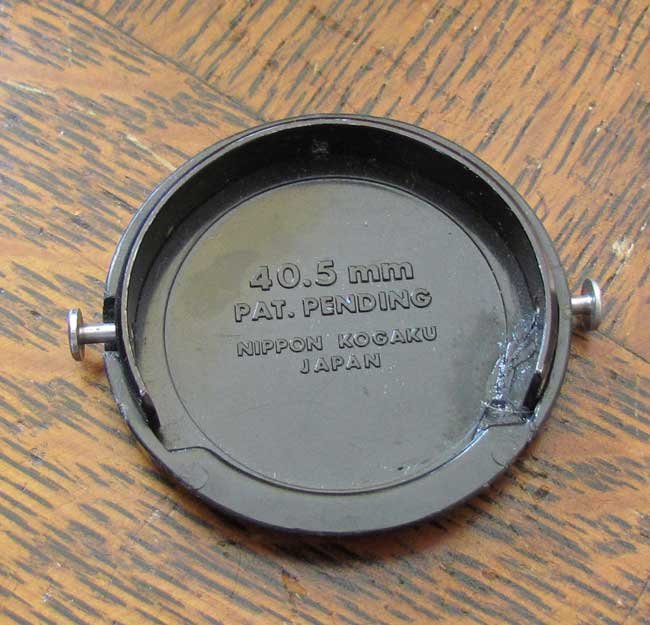 40.5 mm
PAT. PENDING
NIPPON KOGAKU
JAPAN